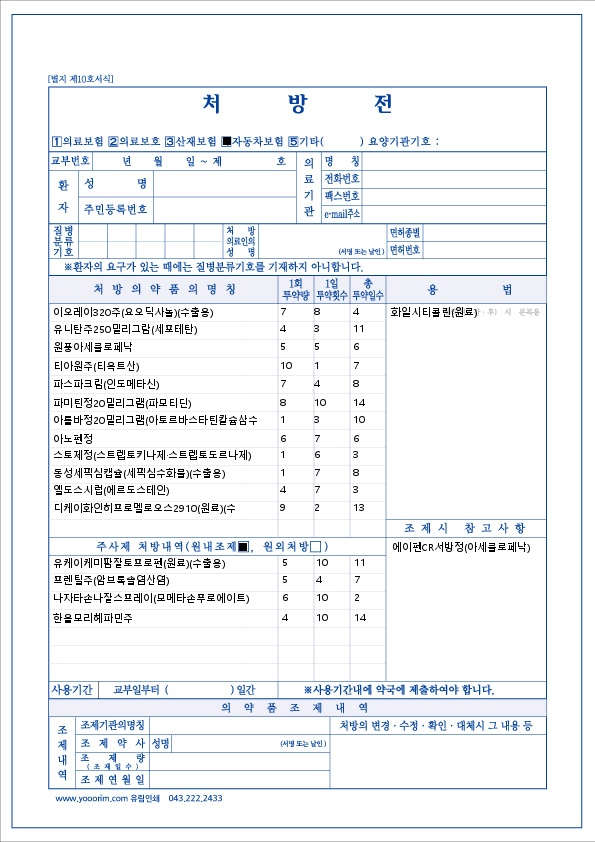 [별지 제10호서식]
처 방 전
1의료보험 2의료보호 3산재보험 ■자동차보험 5기타( ) 요양기관기호 :
교부번호 년 월 일 ~ 제 호
의료기관
명 칭
전화번호
팩스번호
e-mail주소
환자
성 명
주민등록번호
질병분류기호
처 방 의료인의 성 명
(서명 또는 날인)
면허종별
면허번호
※환자의 요구가 있는 때에는 질병분류기호를 기재하지 아니합니다.
처 방 의 약 품 의 명 칭 1회 투약량 1일 투약횟수 총 투약일수 용 법
이오레이320주(요오딕사놀)(수출용) 7 8 4 화일시티콜린(원료) 후) 시 분복용
유니탄주250밀리그람(세포테탄) 4 3 11
원풍아세클로페낙 5 5 6
티아원주(티옥트산) 10 1 7
파스파크림(인도메타신) 7 4 8
파미틴정20밀리그램(파모티딘) 8 10 14
아틀바정20밀리그램(아토르바스타틴칼슘삼수 1 3 10
아노펜정 6 7 6
스토제정(스트렙토키나제·스트렙토도르나제) 1 6 3
동성세픽심캡슐(세픽심수화물)(수출용) 1 7 8
엘도스시럽(에르도스테인) 4 7 3
디케이화인히프로멜로오스2910(원료)(수 9 2 13
조 제 시 참 고 사 항
주사제 처방내역(원내조제■, 원외처방□) 에이펜CR서방정(아세클로페낙)
유케이케미팜잘토프로펜(원료)(수출용) 5 10 11
프렌틸주(암브록솔염산염) 5 4 7
나자타손나잘스프레이(모메타손푸로에이트) 6 10 2
한올모리헤파민주 4 10 14
사용기간 교부일부터 ( ) 일간 ※사용기간내에 약국에 제출하여야 합니다.
의 약 품 조 제 내 역
조제내역
조제기관의명칭 처방의 변경·수정·확인·대체시 그 내용 등
조 제 약 사 성명 (서명 또는 날인)
조 제 량
(조제일수)
조제연월일
www.yooorim.com 유림인쇄 043.222.2433